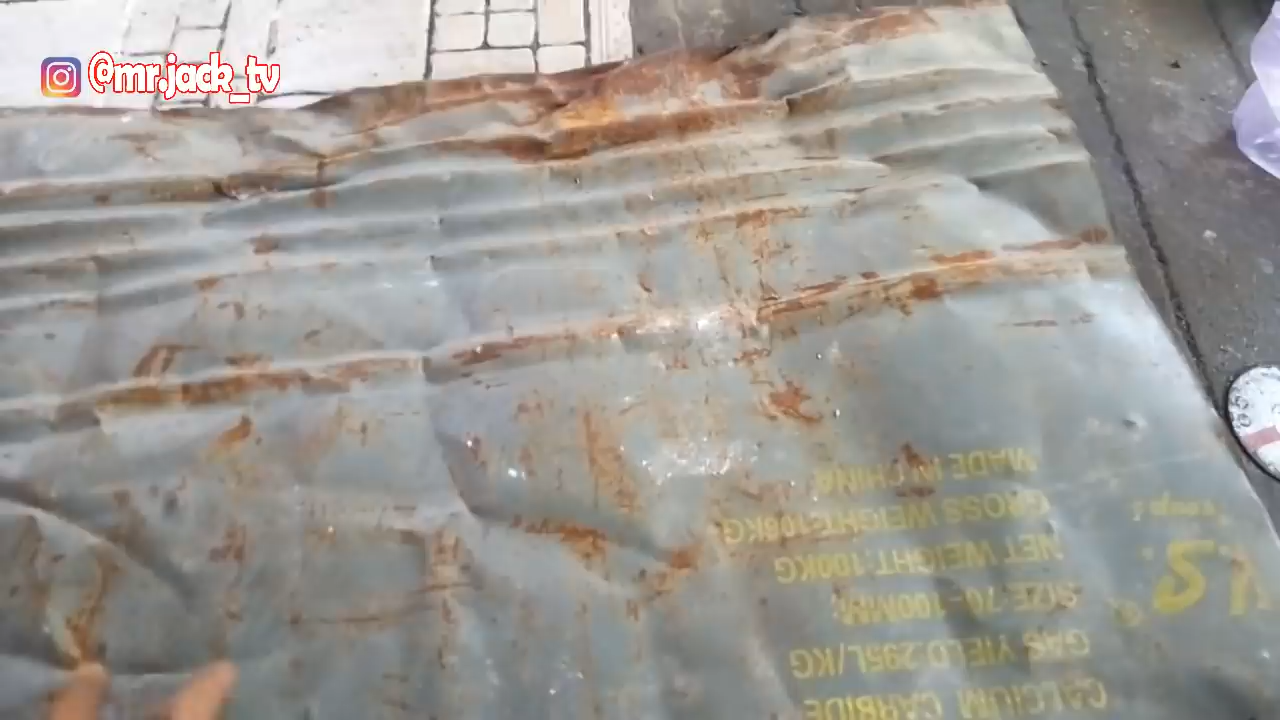 @mr.jack_tv
CALCIUM CARBIDE
GAS YIELD 295L/KG
SIZE 70-100MM
NET WEIGHT 100KG
GROSS WEIGHT:106KG
MADE IN CHINA